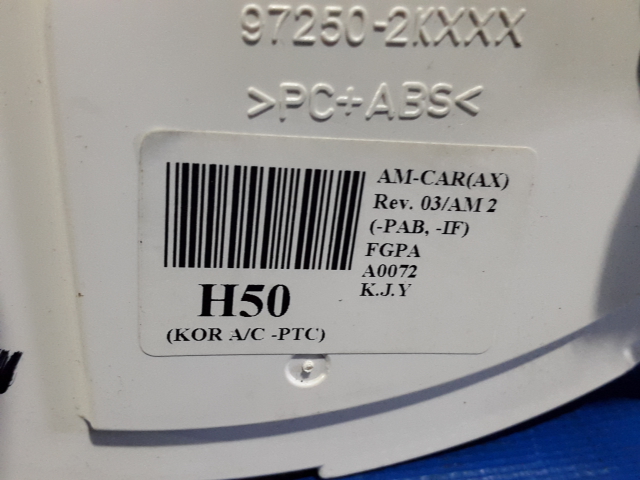 97250-2KXXX
>PC+ABS<
AM-CAR(AX)
Rev. 03/AM 2
(-PAB, -IF)
FGPA
A0072
K.J.Y
H50
(KOR A/C -PTC)